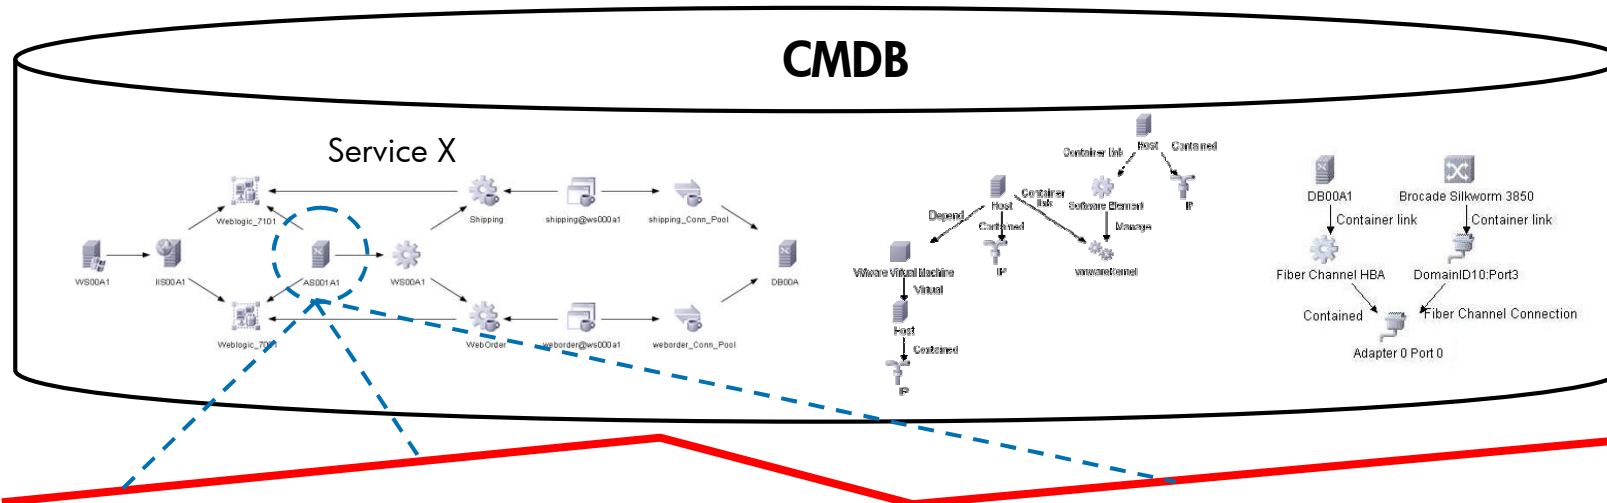 CMDB
Service X
Weblogic_7101
Shipping
shipping@ws000a1
shipping_Conn_Pool
WS00A1
IIS00A1
AS001A1
WS00A1
DB00A
WebOrder
weborder@ws000a1
weborder_Conn_Pool
Host
Container link
Contained
Software Element
IP
Host
Container
link
Depend
Contained
Manage
IP
vmwareKernel
VMware Virtual Machine
Virtual
Host
Contained
IP
DB00A1
Brocade Silkworm 3850
Container link
Container link
Fiber Channel HBA
DomainID10:Port3
Contained
Fiber Channel Connection
Adapter 0 Port 0